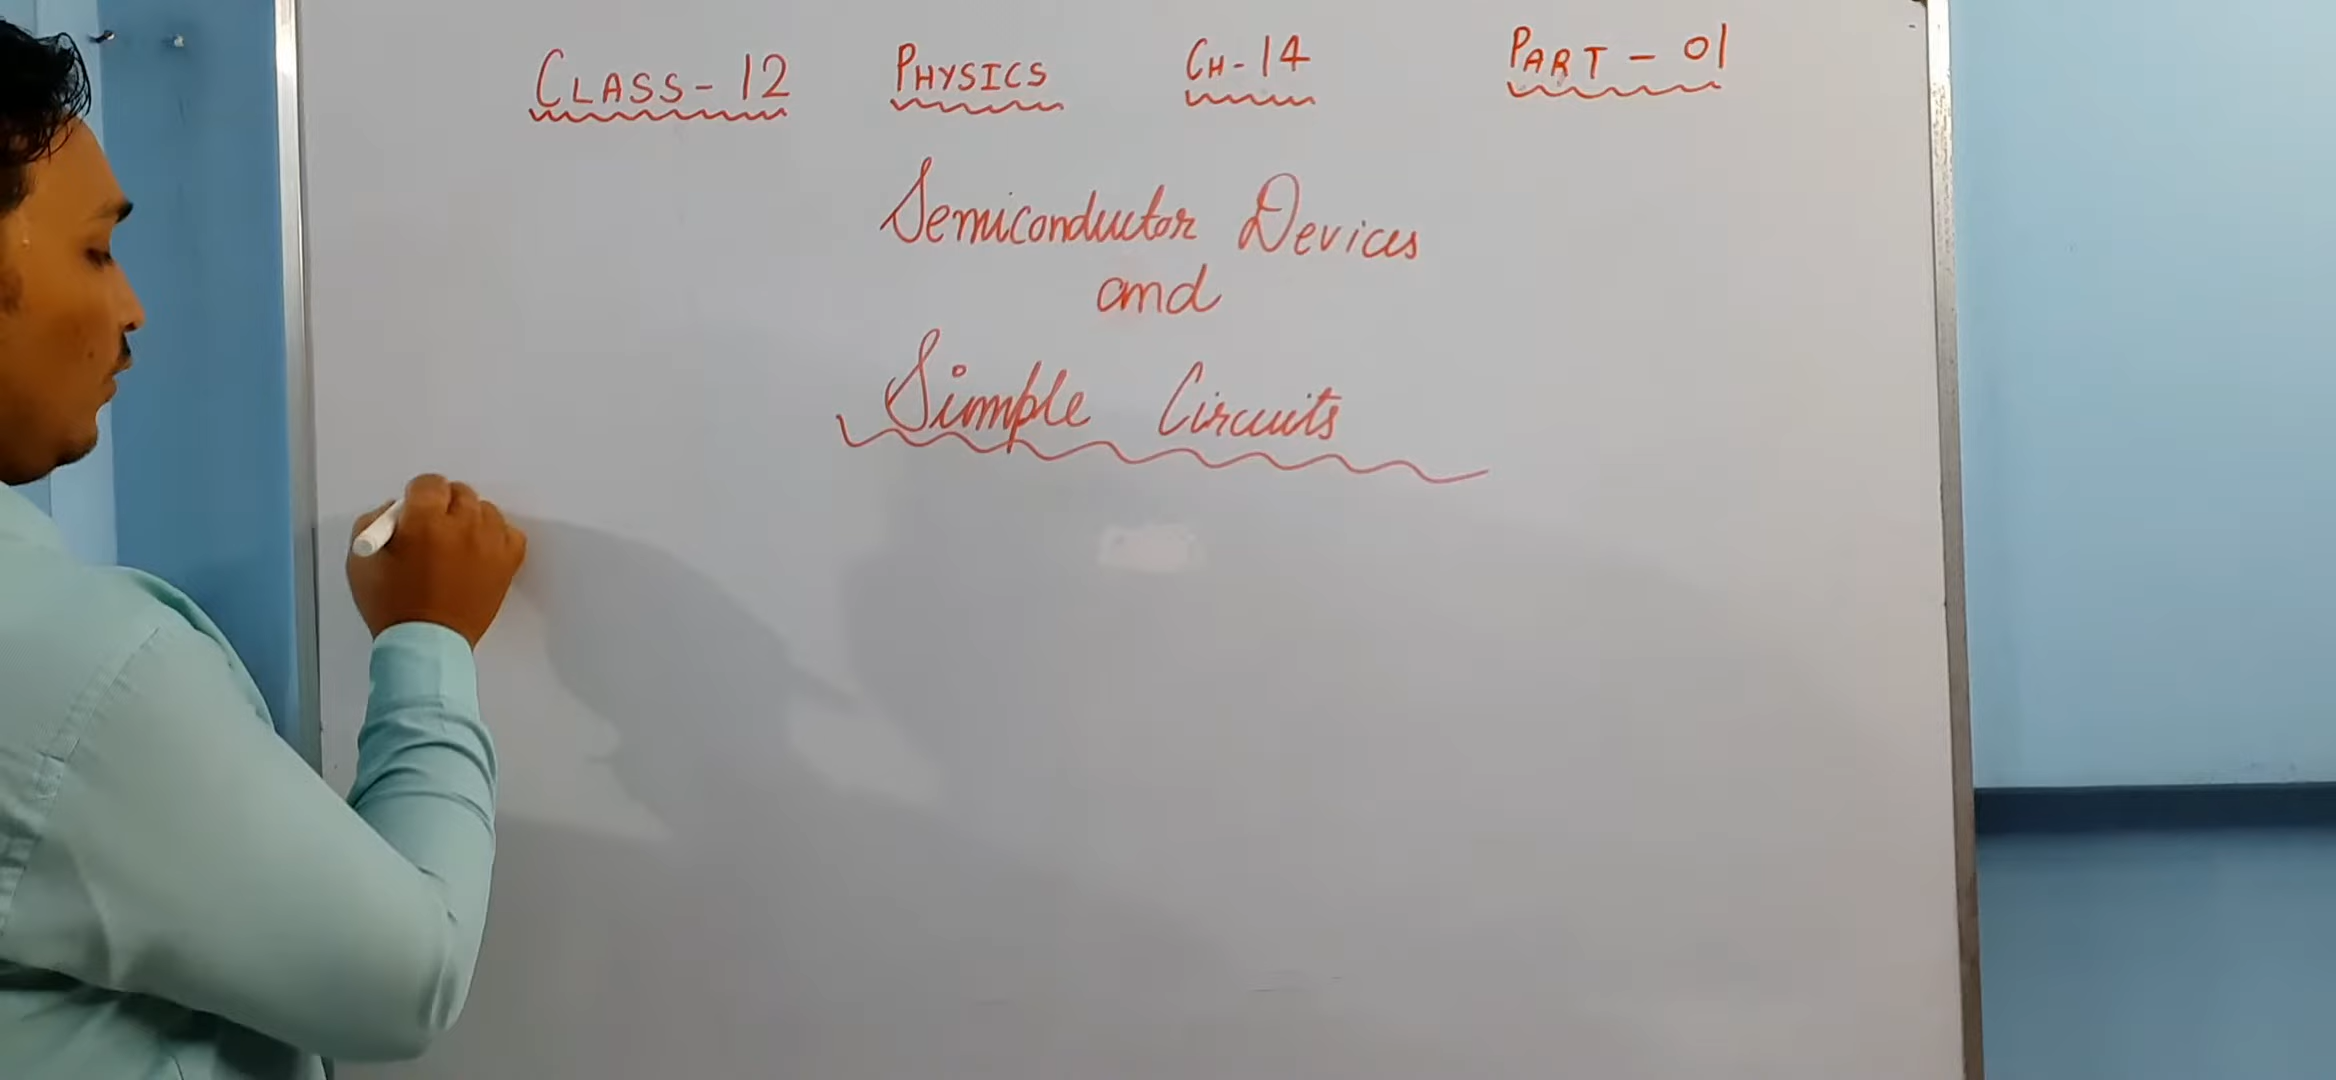 CLASS-12 PHYSICS CH-14 PART-01
Semiconductor Devices
and
Simple Circuits